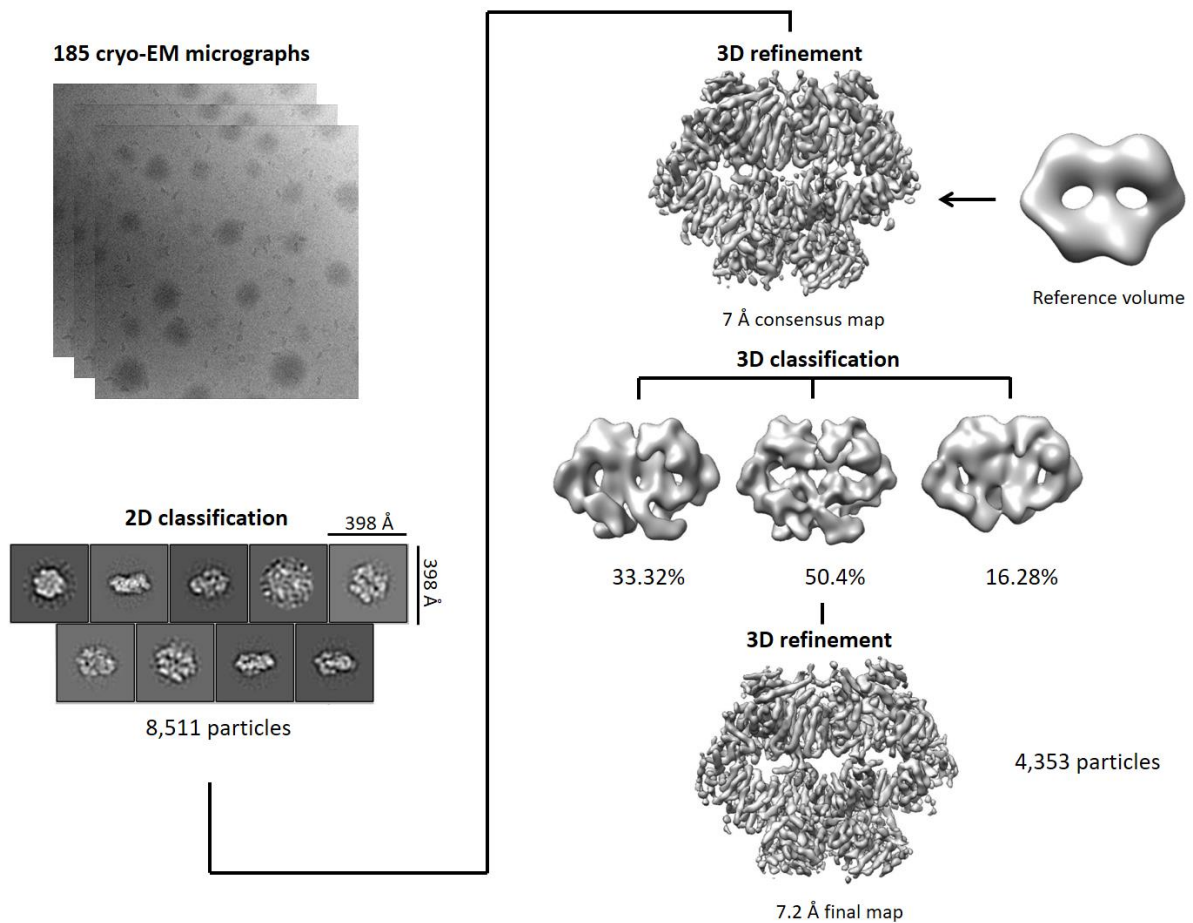 185 cryo-EM micrographs
2D classification
398 Å
398 Å
8,511 particles
3D refinement
7 Å consensus map
Reference volume
3D classification
33.32%
50.4%
16.28%
3D refinement
4,353 particles
7.2 Å final map